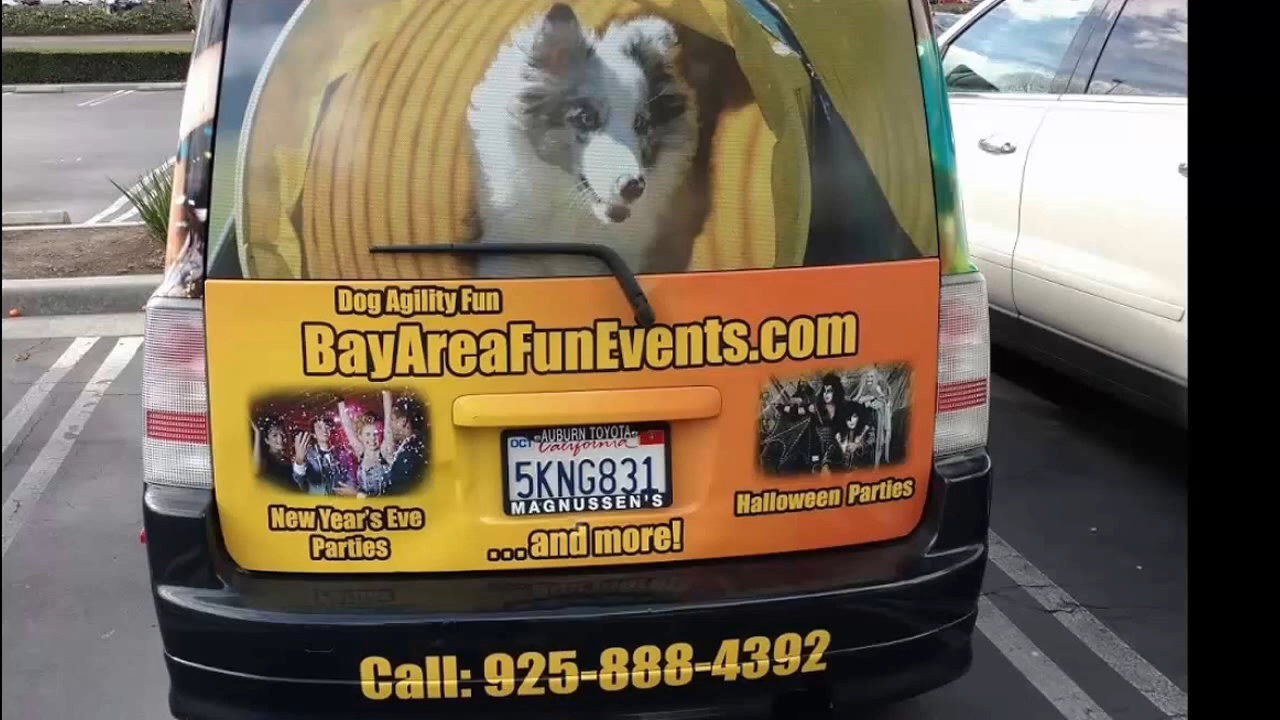 Dog Agility Fun
BayAreaFunEvents.com
AUBURN TOYOTA
OCT California
5KNG831
MAGNUSSEN'S
New Year's Eve
Parties
Halloween Parties
...and more!
Call: 925-888-4392